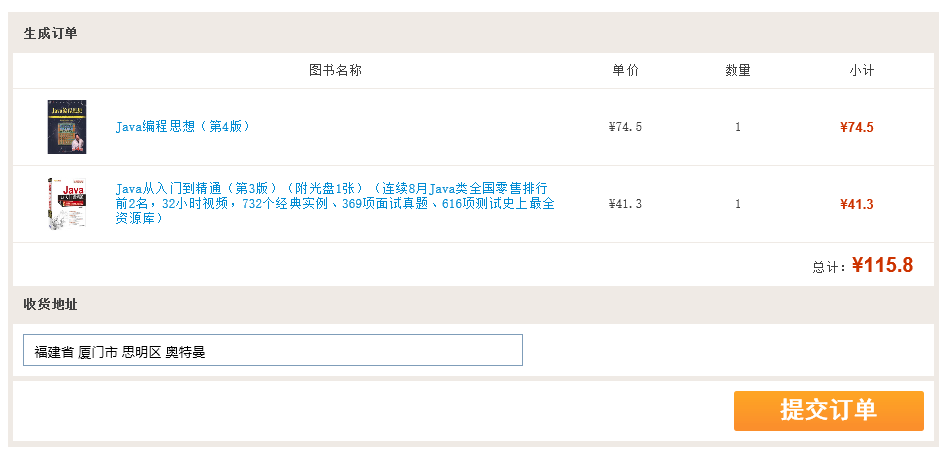 生成订单
图书名称 单价 数量 小计
Java编程思想（第4版） ¥74.5 1 ¥74.5
Java从入门到精通（第3版）（附光盘1张）（连续8月Java类全国零售排行
前2名，32小时视频，732个经典实例、369项面试真题、616项测试史上最全
资源库）
¥41.3 1 ¥41.3
总计：¥115.8
收货地址
福建省 厦门市 思明区 奥特曼
提交订单